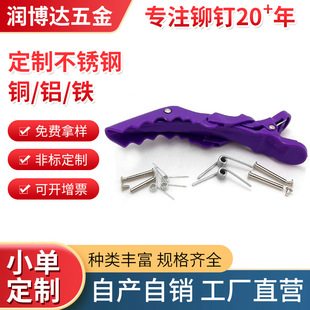 润博达五金
专注铆钉20+年
定制不锈钢
铜/铝/铁
免费拿样
非标定制
可开增票
小单
定制
种类丰富 规格齐全
自产自销 工厂直营